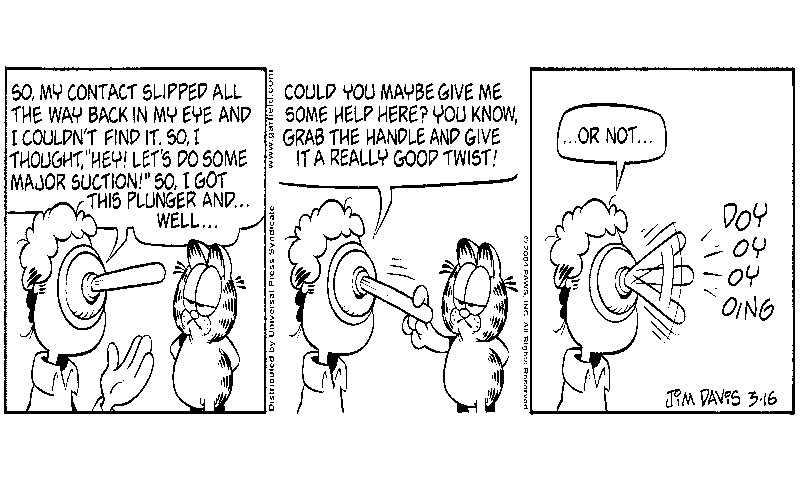 SO, MY CONTACT SLIPPED ALL
THE WAY BACK IN MY EYE AND
I COULDN'T FIND IT. SO, I
THOUGHT, "HEY! LET'S DO SOME
MAJOR SUCTION!" SO, I GOT
THIS PLUNGER AND...
WELL...
www.garfield.com
Distributed by Universal Press Syndicate
COULD YOU MAYBE GIVE ME
SOME HELP HERE? YOU KNOW,
GRAB THE HANDLE AND GIVE
IT A REALLY GOOD TWIST!
© 2000 PAWS, INC. All Rights Reserved
...OR NOT...
DOY
OY
OY
OING
JIM DAVIS 3-16